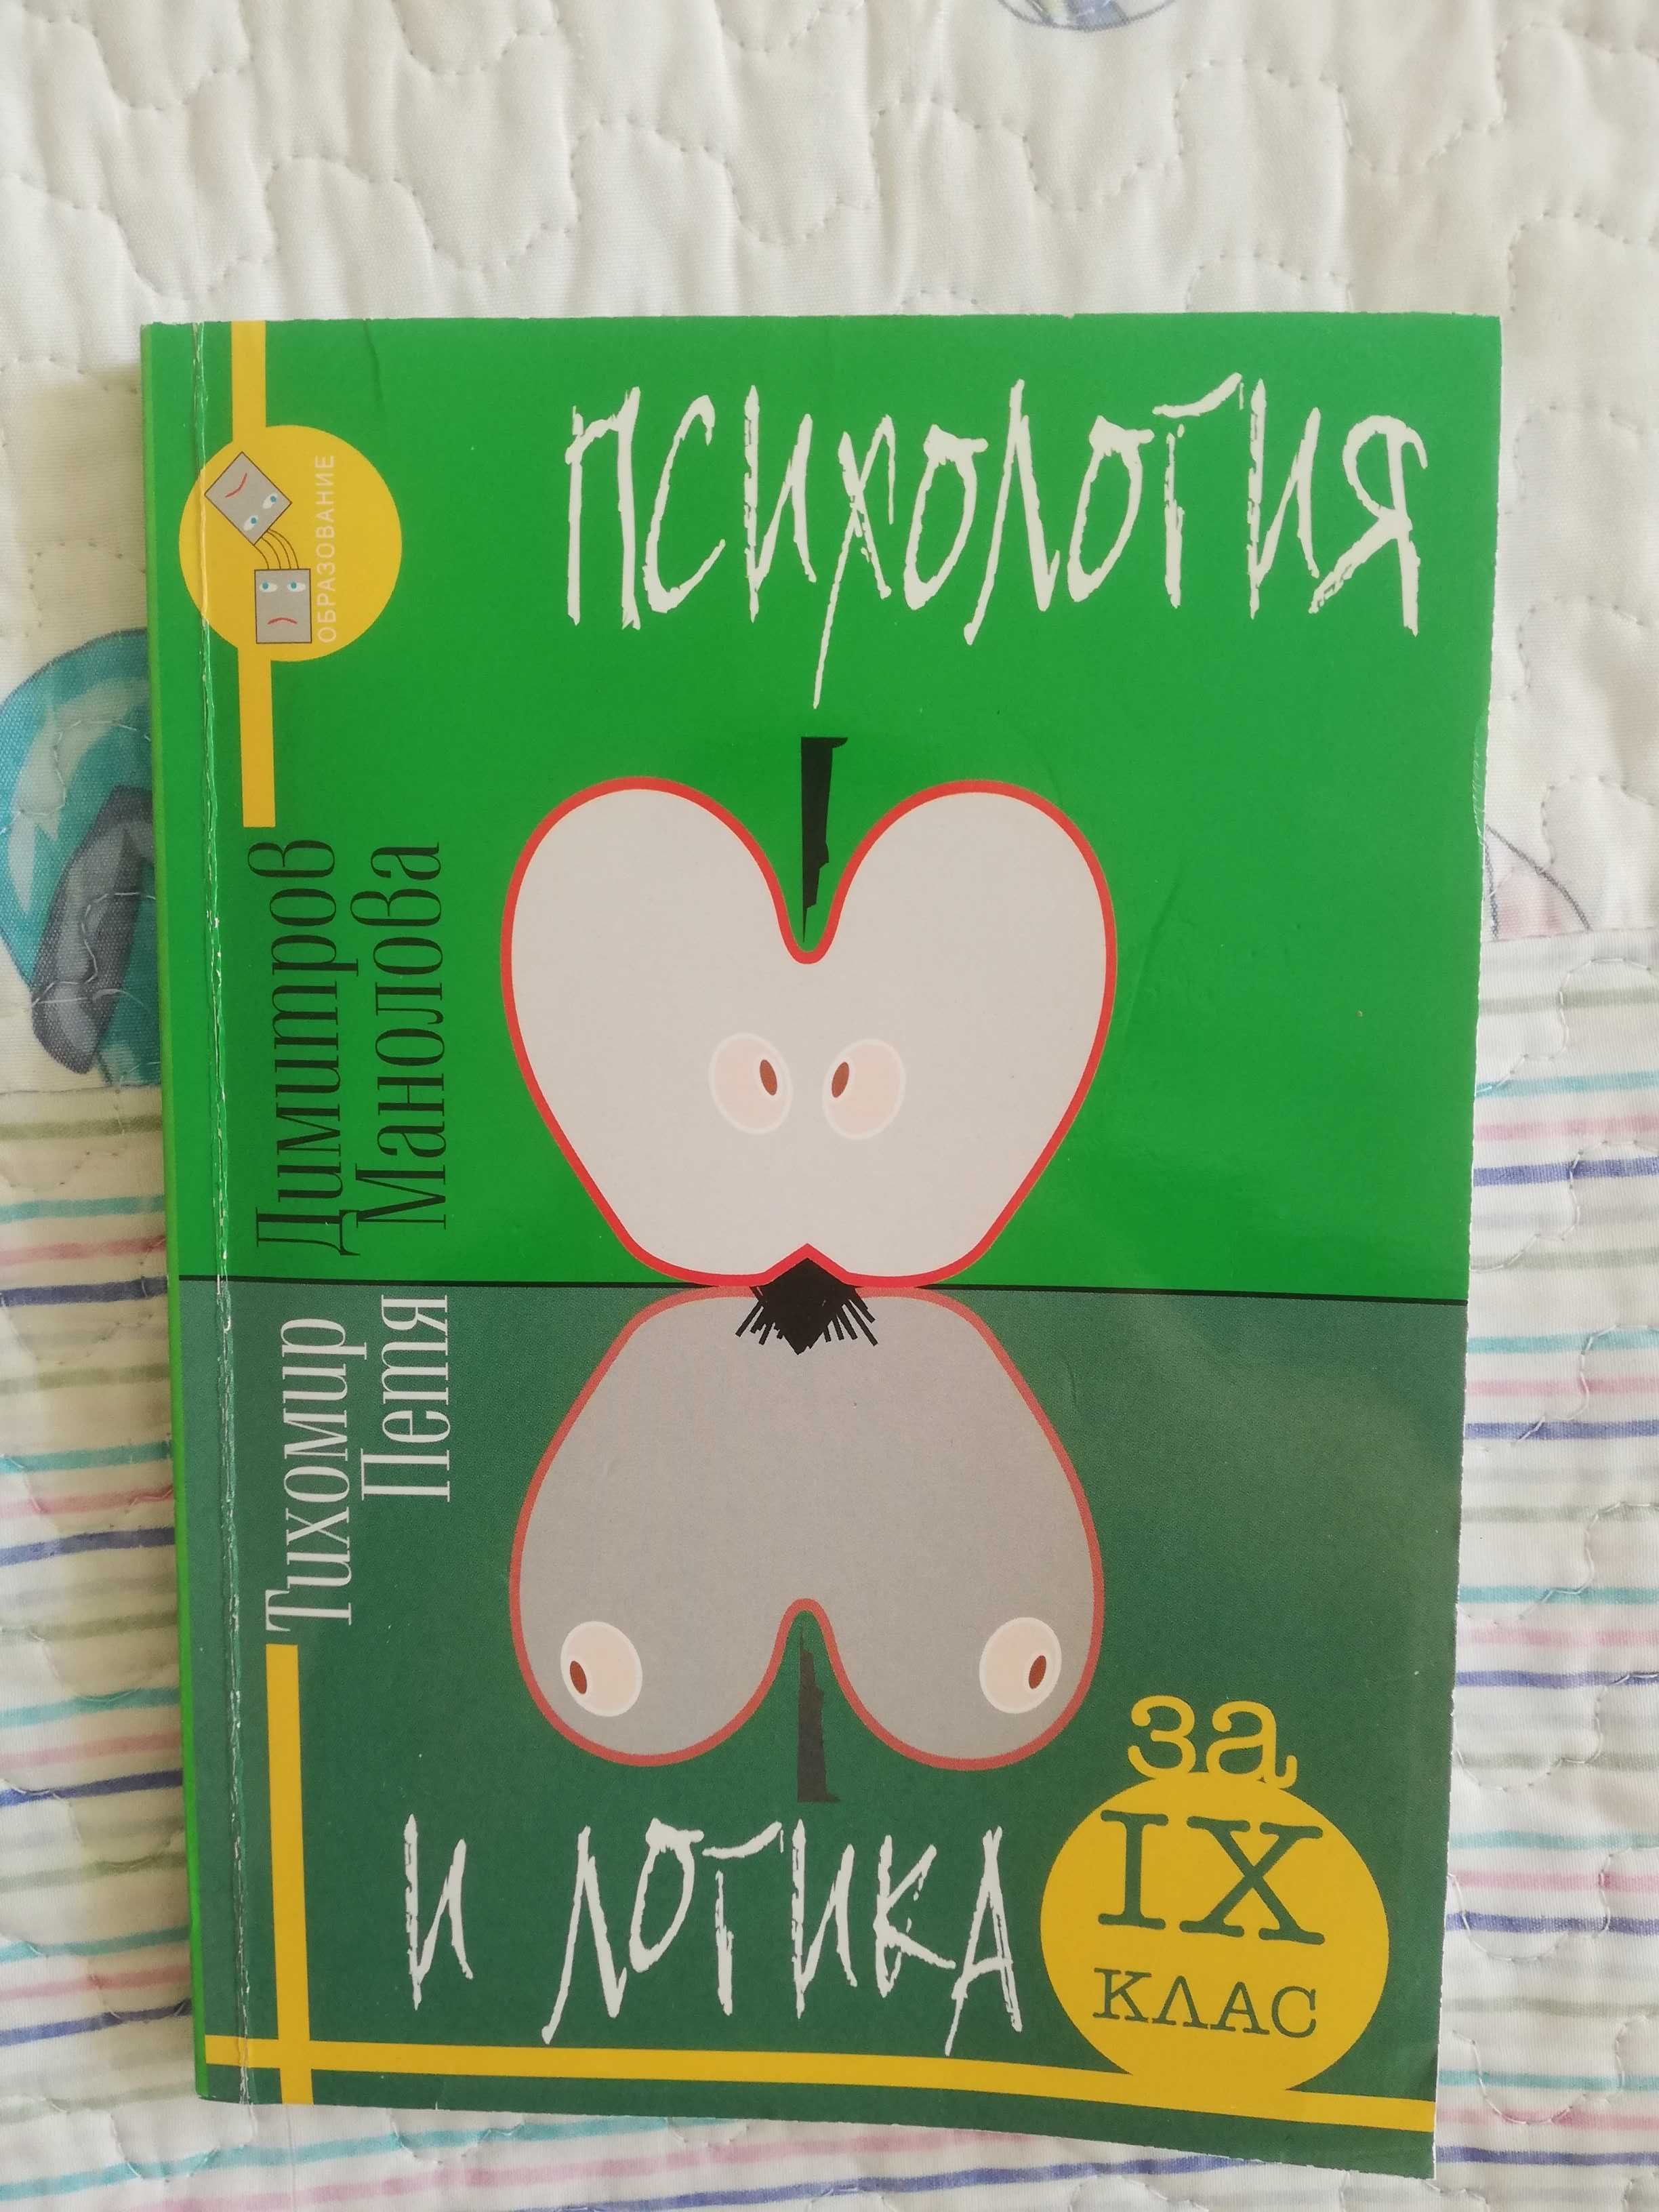 ПСИХОЛОГИЯ
ОБРАЗОВАНИЕ
Тихомир Димитров
Петя Манолова
И ЛОГИКА
за
IX
КЛАС